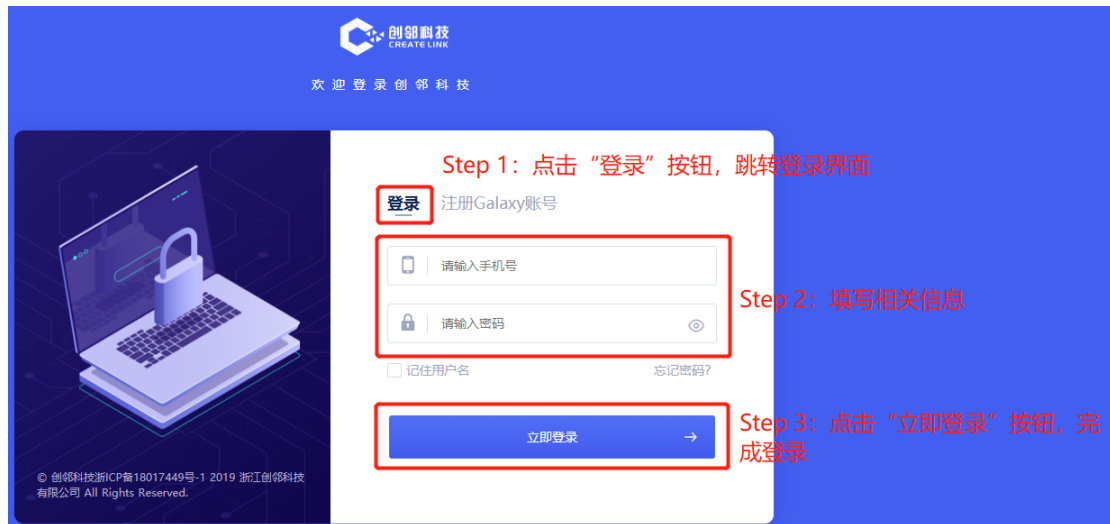 创邻科技
CREATE LINK
欢迎登录创邻科技
Step 1：点击“登录”按钮，跳转登录界面
登录 注册Galaxy账号
请输入手机号
Step 2：填写相关信息
请输入密码
记住用户名 忘记密码?
立即登录 →
Step 3：点击“立即登录”按钮，完
成登录
© 创邻科技浙ICP备18017449号-1 2019 浙江创邻科技
有限公司 All Rights Reserved.